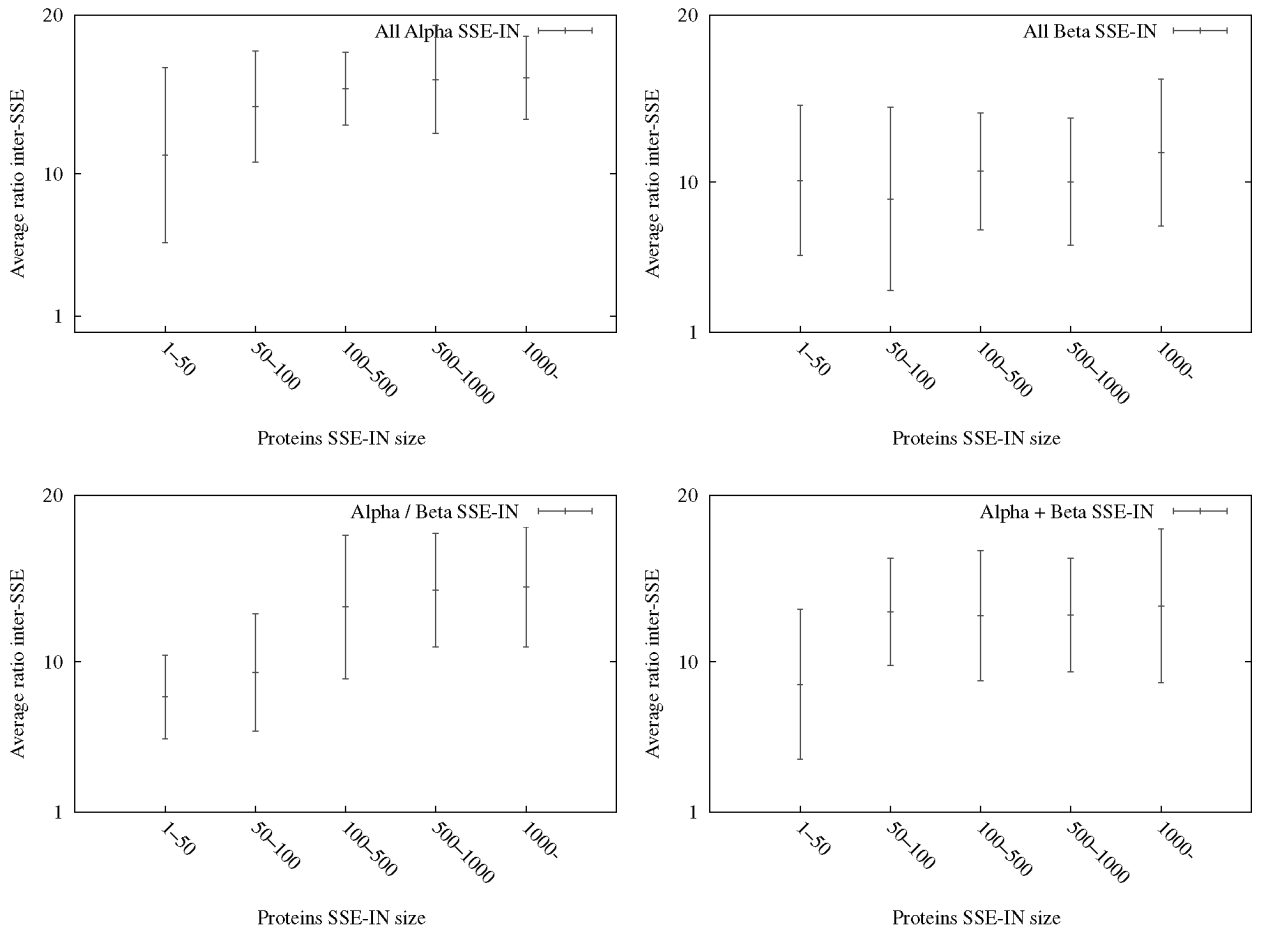 20
All Alpha SSE-IN
10
1
Average ratio inter-SSE
1–50
50–100
100–500
500–1000
1000-
Proteins SSE-IN size
20
All Beta SSE-IN
10
1
Average ratio inter-SSE
1–50
50–100
100–500
500–1000
1000-
Proteins SSE-IN size
20
Alpha / Beta SSE-IN
10
1
Average ratio inter-SSE
1–50
50–100
100–500
500–1000
1000-
Proteins SSE-IN size
20
Alpha + Beta SSE-IN
10
1
Average ratio inter-SSE
1–50
50–100
100–500
500–1000
1000-
Proteins SSE-IN size